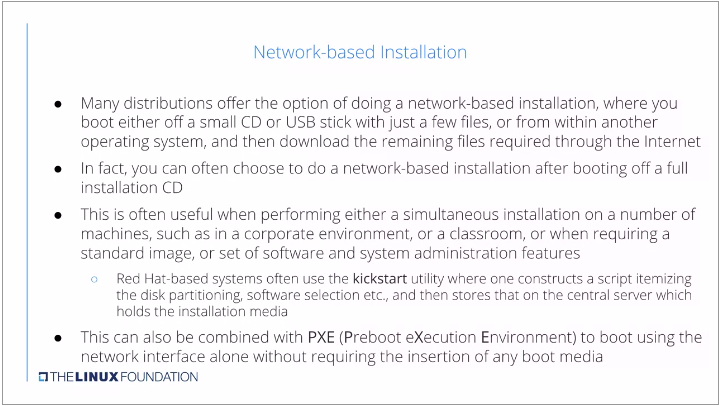 Network-based Installation
● Many distributions offer the option of doing a network-based installation, where you
boot either off a small CD or USB stick with just a few files, or from within another
operating system, and then download the remaining files required through the Internet
● In fact, you can often choose to do a network-based installation after booting off a full
installation CD
● This is often useful when performing either a simultaneous installation on a number of
machines, such as in a corporate environment, or a classroom, or when requiring a
standard image, or set of software and system administration features
○ Red Hat-based systems often use the kickstart utility where one constructs a script itemizing
the disk partitioning, software selection etc., and then stores that on the central server which
holds the installation media
● This can also be combined with PXE (Preboot eXecution Environment) to boot using the
network interface alone without requiring the insertion of any boot media
THE LINUX FOUNDATION